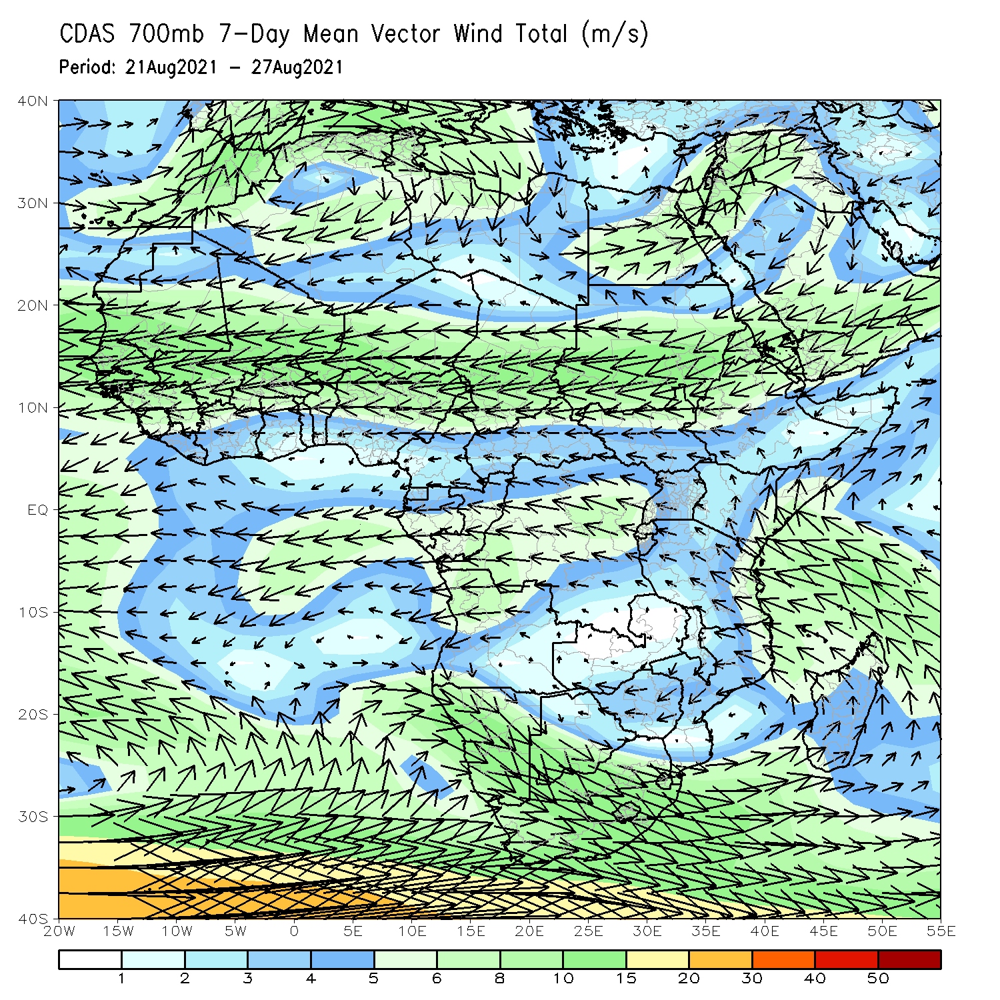 CDAS 700mb 7-Day Mean Vector Wind Total (m/s)
Period: 21Aug2021 - 27Aug2021
40N
30N
20N
10N
EQ
10S
20S
30S
40S
20W 15W 10W 5W 0 5E 10E 15E 20E 25E 30E 35E 40E 45E 50E 55E
1 2 3 4 5 6 8 10 15 20 30 40 50